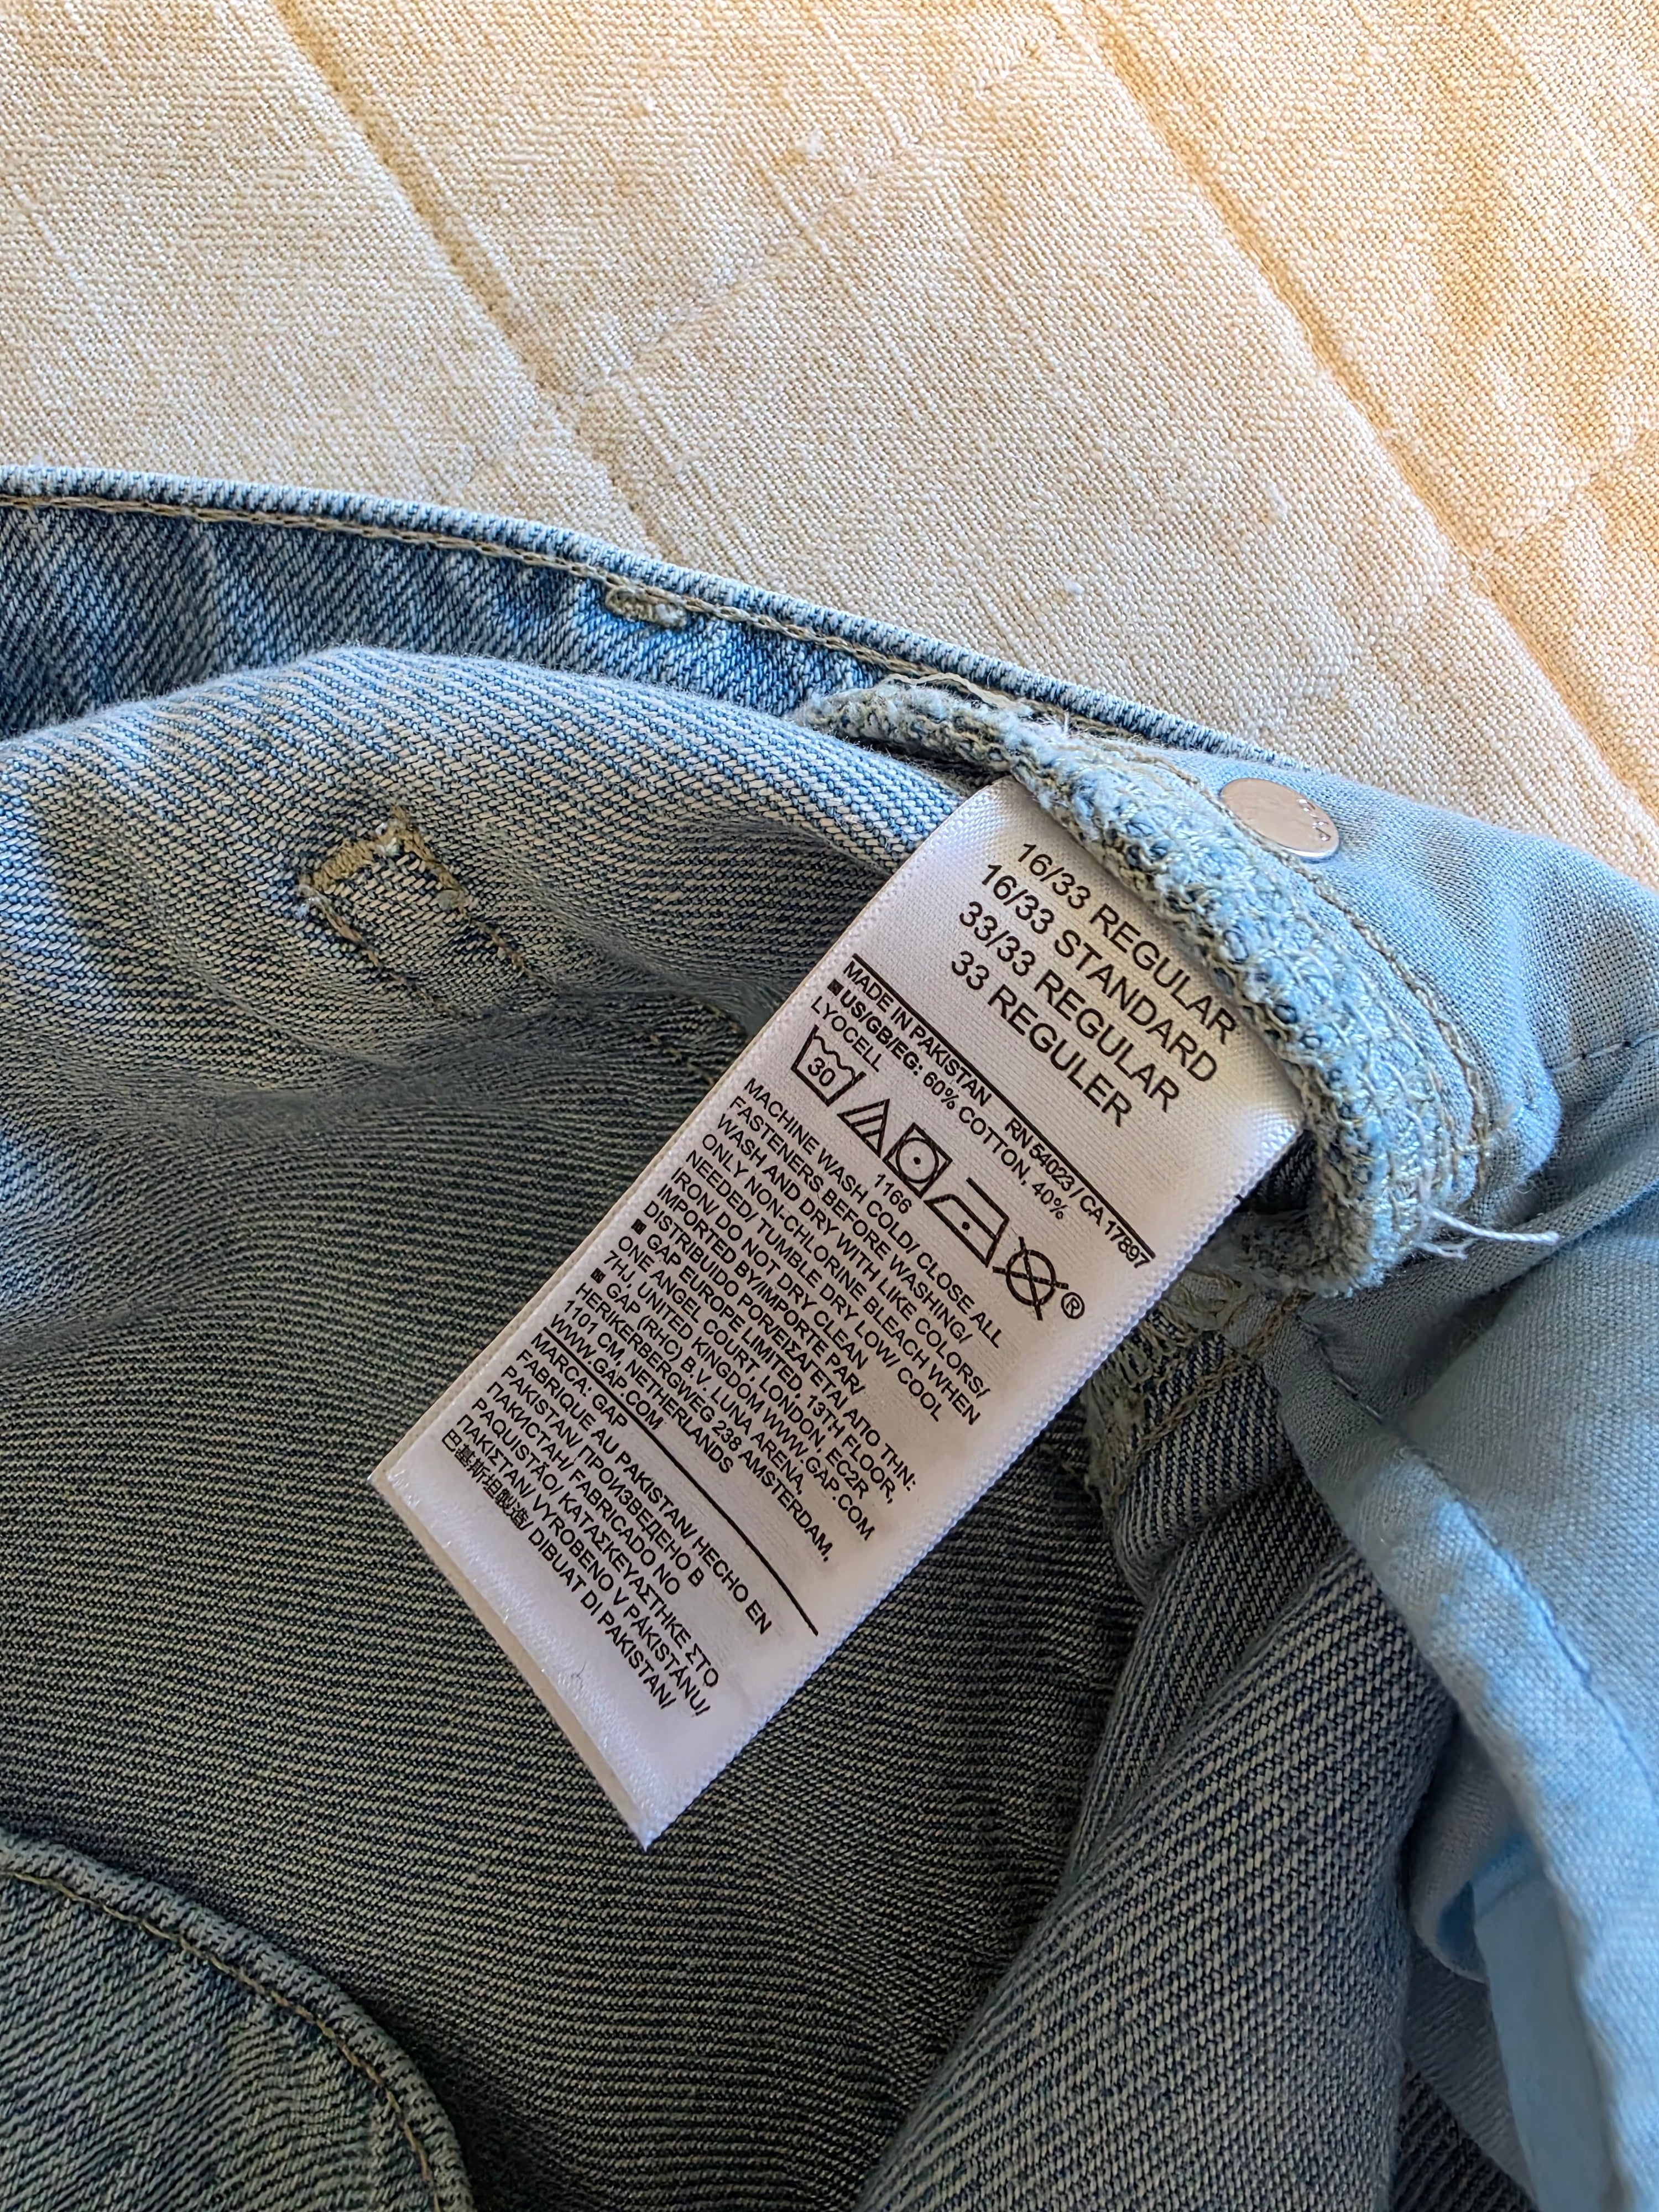 16/33 REGULAR
16/33 STANDARD
33/33 REGULAR
33 REGULER
MADE IN PAKISTAN RN 54023 / CA 17897
■ US/GB/EG: 60% COTTON, 40%
LYOCELL
30
1166
®
MACHINE WASH COLD/ CLOSE ALL
FASTENERS BEFORE WASHING/
WASH AND DRY WITH LIKE COLORS/
ONLY NON-CHLORINE BLEACH WHEN
NEEDED/ TUMBLE DRY LOW/ COOL
IRON/ DO NOT DRY CLEAN
IMPORTED BY/IMPORTE PAR/
DISTRIBUIDO POR/ΕΙΣΑΓΕΤΑΙ ΑΠΟ ΤΗΝ:
■ GAP EUROPE LIMITED, 13TH FLOOR,
ONE ANGEL COURT, LONDON, EC2R
7HJ, UNITED KINGDOM WWW.GAP.COM
■ GAP (RHC) B.V. LUNA ARENA,
HERIKERBERGWEG 238 AMSTERDAM,
1101 CM, NETHERLANDS
WWW.GAP.COM
MARCA: GAP
FABRIQUE AU PAKISTAN/ HECHO EN
PAKISTAN/ ПРОИЗВЕДЕНО В
ПАКИСТАН/ FABRICADO NO
PAQUISTÃO/ ΚΑΤΑΣΚΕΥΑΣΤΗΚΕ ΣΤΟ
ΠΑΚΙΣΤΑΝ/ VYROBENO V PÁKISTÁNU/
巴基斯坦製造/ DIBUAT DI PAKISTAN/